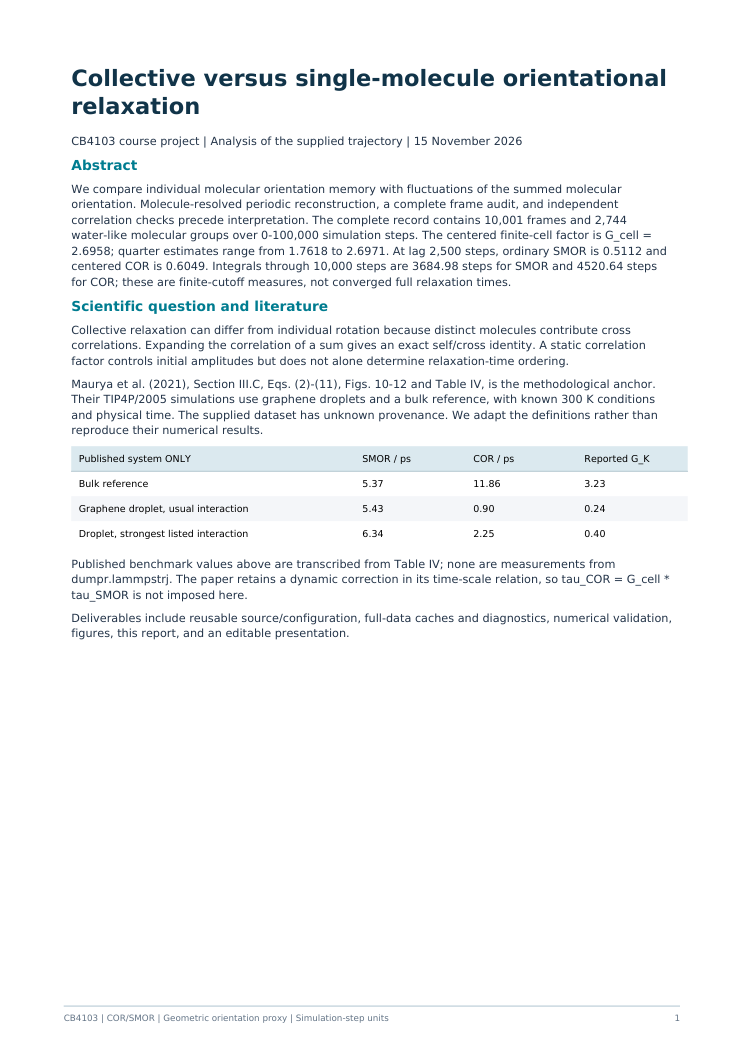 Collective versus single-molecule orientational
relaxation
CB4103 course project | Analysis of the supplied trajectory | 15 November 2026
Abstract
We compare individual molecular orientation memory with fluctuations of the summed molecular
orientation. Molecule-resolved periodic reconstruction, a complete frame audit, and independent
correlation checks precede interpretation. The complete record contains 10,001 frames and 2,744
water-like molecular groups over 0-100,000 simulation steps. The centered finite-cell factor is G_cell =
2.6958; quarter estimates range from 1.7618 to 2.6971. At lag 2,500 steps, ordinary SMOR is 0.5112 and
centered COR is 0.6049. Integrals through 10,000 steps are 3684.98 steps for SMOR and 4520.64 steps
for COR; these are finite-cutoff measures, not converged full relaxation times.
Scientific question and literature
Collective relaxation can differ from individual rotation because distinct molecules contribute cross
correlations. Expanding the correlation of a sum gives an exact self/cross identity. A static correlation
factor controls initial amplitudes but does not alone determine relaxation-time ordering.
Maurya et al. (2021), Section III.C, Eqs. (2)-(11), Figs. 10-12 and Table IV, is the methodological anchor.
Their TIP4P/2005 simulations use graphene droplets and a bulk reference, with known 300 K conditions
and physical time. The supplied dataset has unknown provenance. We adapt the definitions rather than
reproduce their numerical results.
Published system ONLY SMOR / ps COR / ps Reported G_K
Bulk reference 5.37 11.86 3.23
Graphene droplet, usual interaction 5.43 0.90 0.24
Droplet, strongest listed interaction 6.34 2.25 0.40
Published benchmark values above are transcribed from Table IV; none are measurements from
dumpr.lammpstrj. The paper retains a dynamic correction in its time-scale relation, so tau_COR = G_cell *
tau_SMOR is not imposed here.
Deliverables include reusable source/configuration, full-data caches and diagnostics, numerical validation,
figures, this report, and an editable presentation.
CB4103 | COR/SMOR | Geometric orientation proxy | Simulation-step units 1